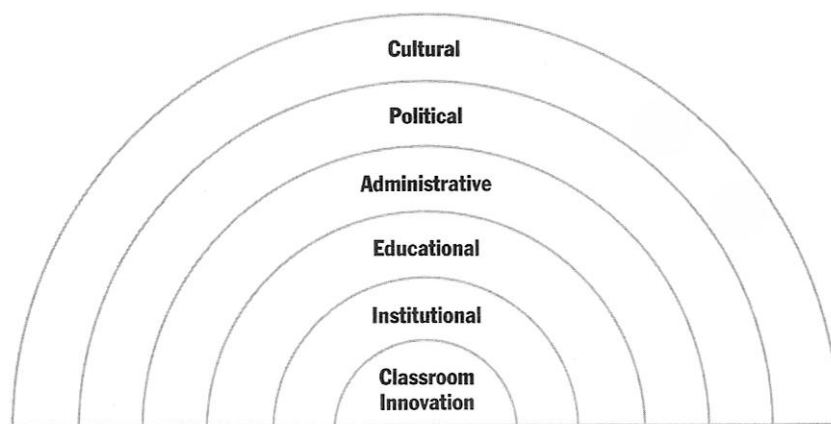 Cultural
Political
Administrative
Educational
Institutional
Classroom
Innovation